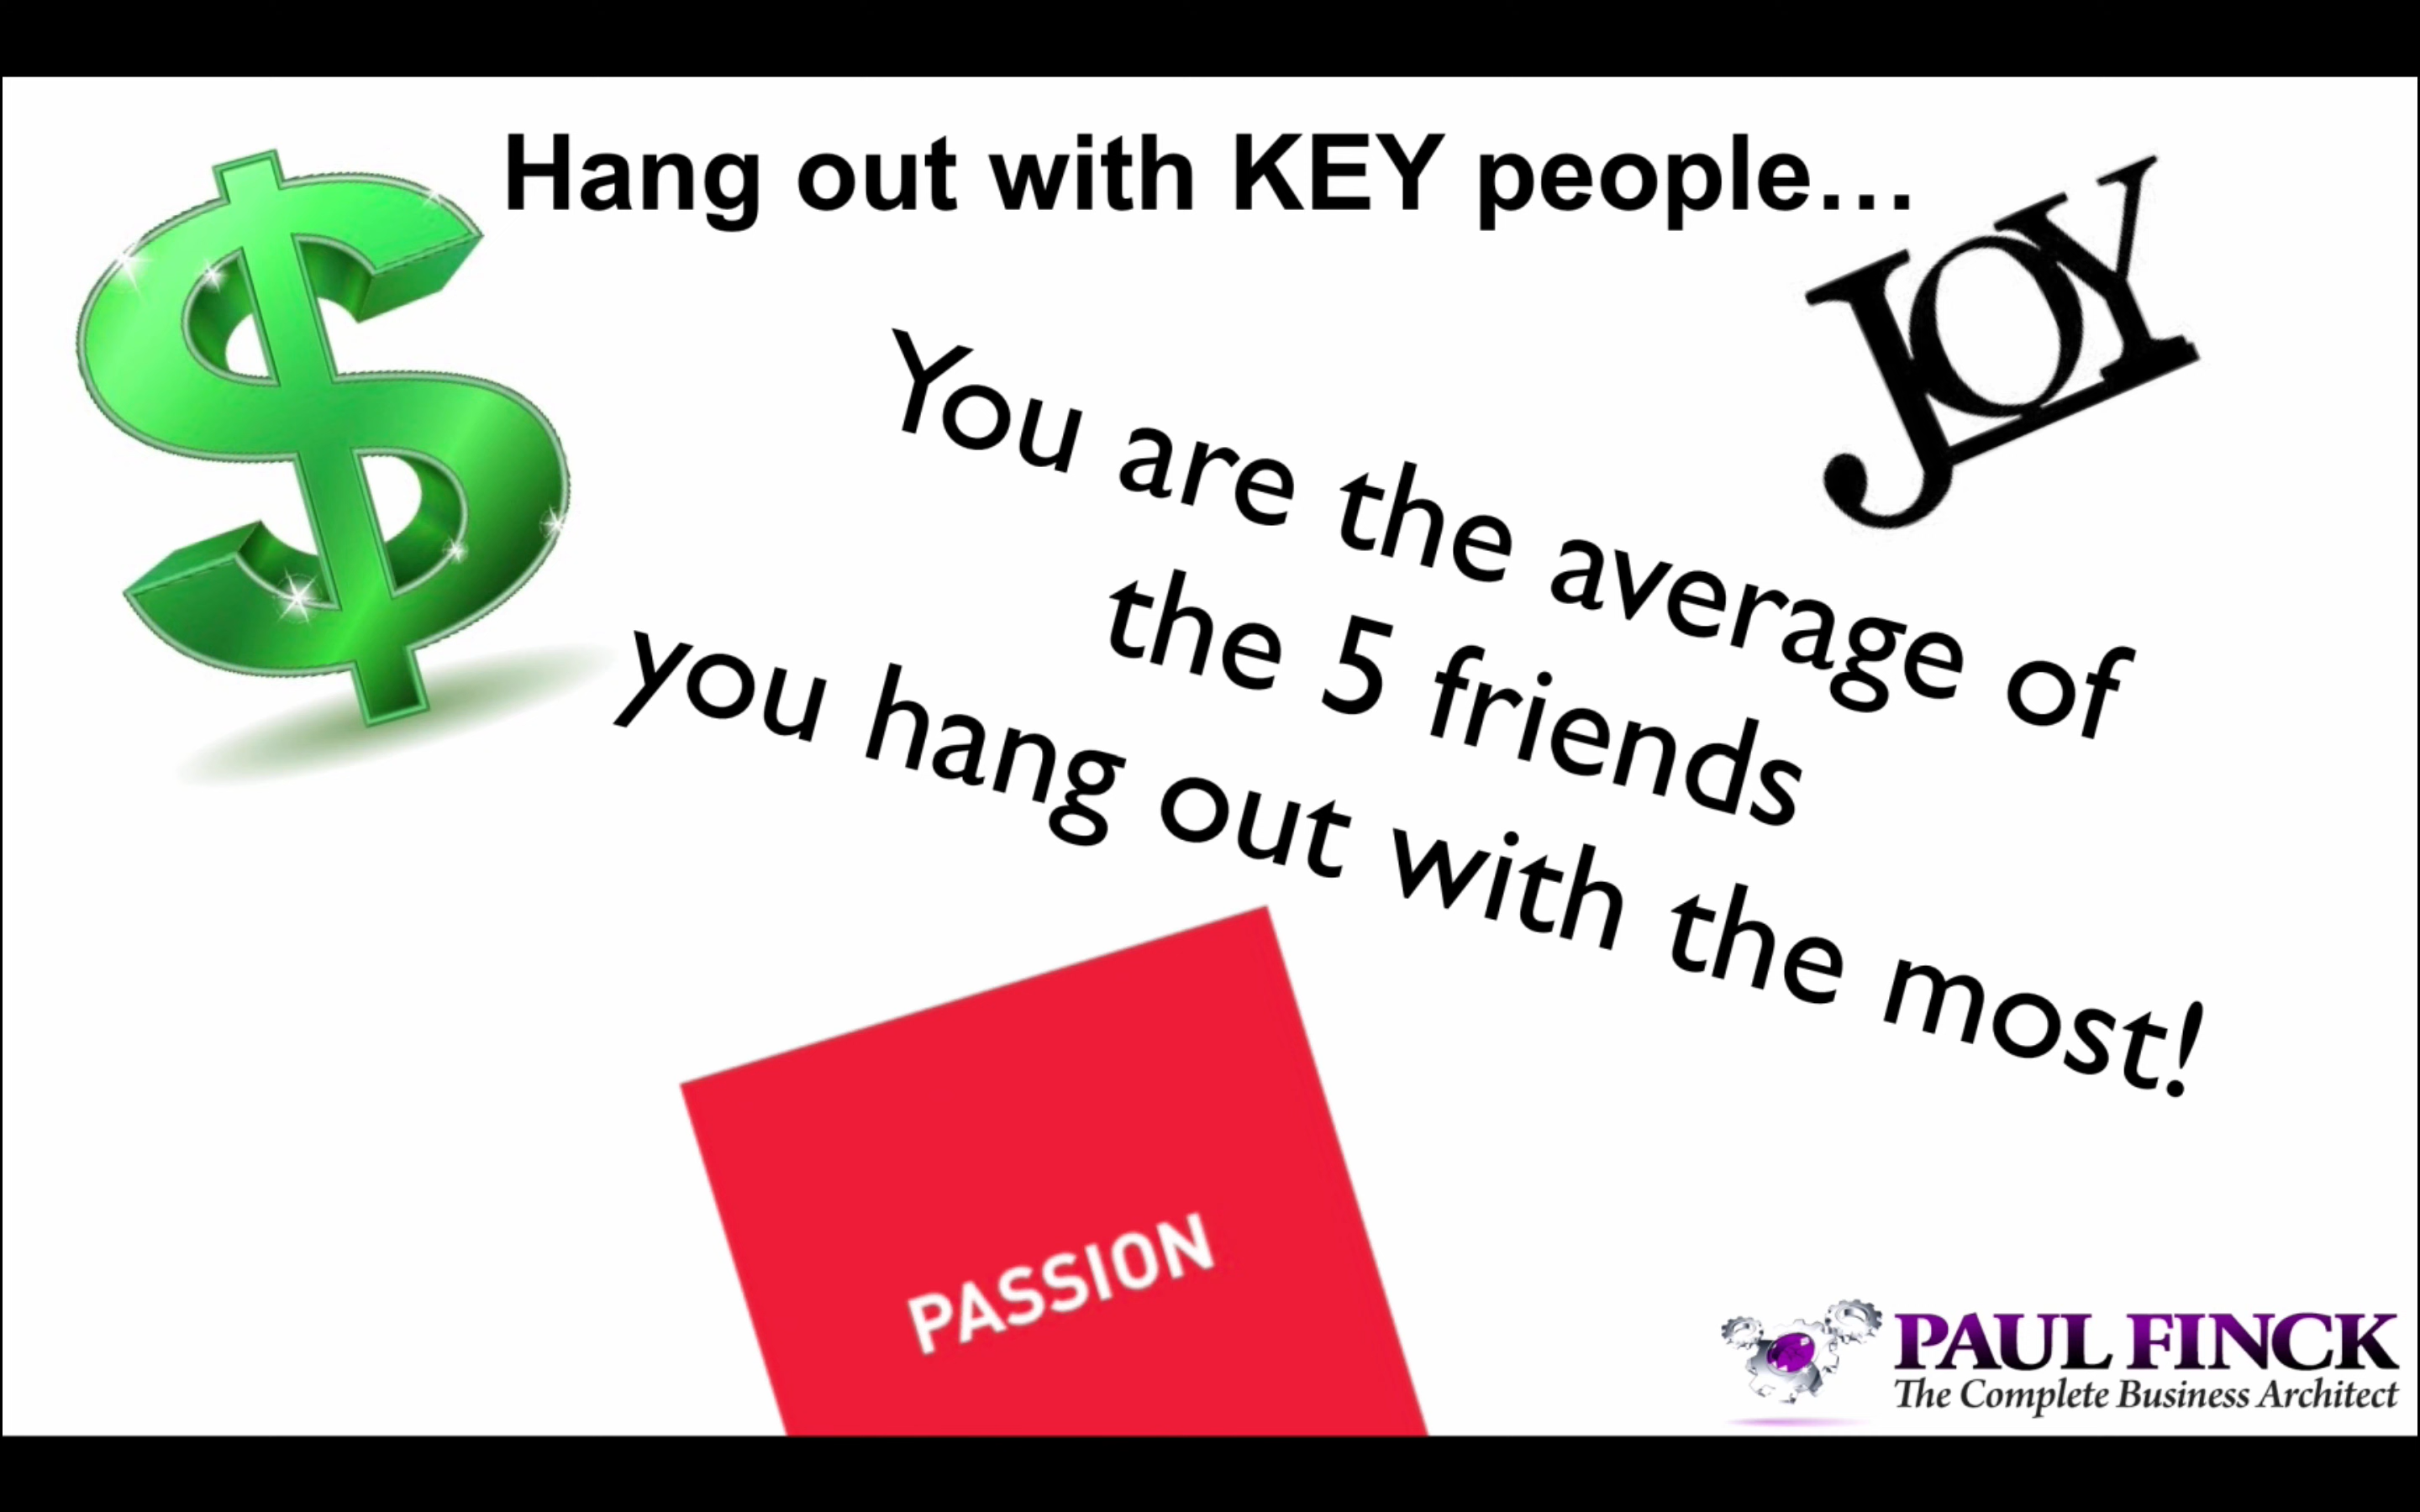 Hang out with KEY people…
JOY
You are the average of
the 5 friends
you hang out with the most!
PASSION
PAUL FINCK
The Complete Business Architect